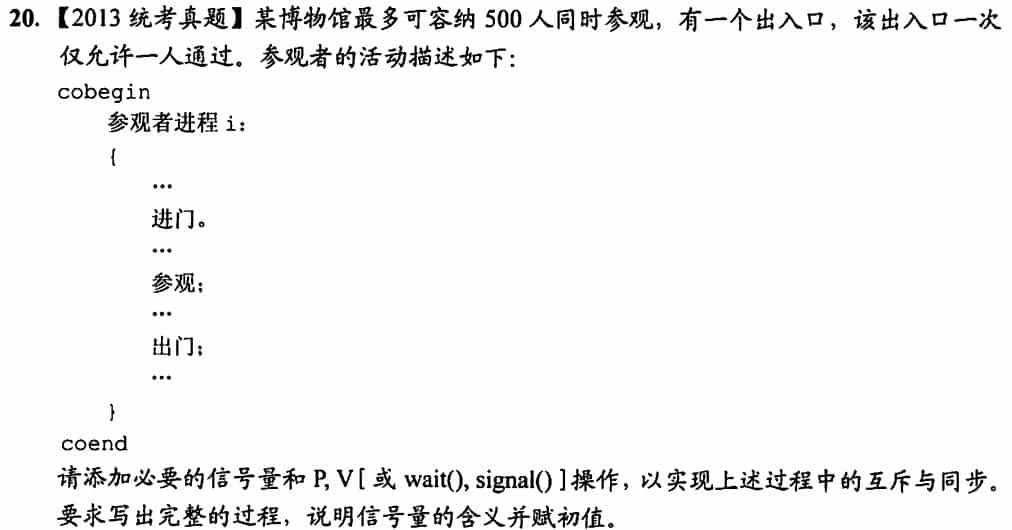 20.【2013 统考真题】某博物馆最多可容纳 500 人同时参观，有一个出入口，该出入口一次
仅允许一人通过。参观者的活动描述如下：
cobegin
参观者进程 i：
{
…
进门。
…
参观；
…
出门；
…
}
coend
请添加必要的信号量和 P, V [ 或 wait(), signal() ] 操作，以实现上述过程中的互斥与同步。
要求写出完整的过程，说明信号量的含义并赋初值。